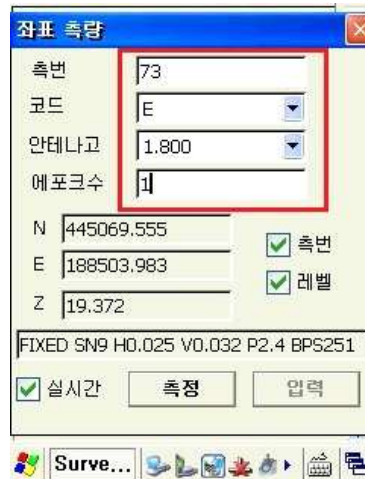 좌표 측량
측번 73
코드 E
안테나고 1.800
에포크수 1
N 445069.555
E 188503.983
Z 19.372
측번
레벨
FIXED SN9 H0.025 V0.032 P2.4 BPS251
실시간 측정 입력
Surve...